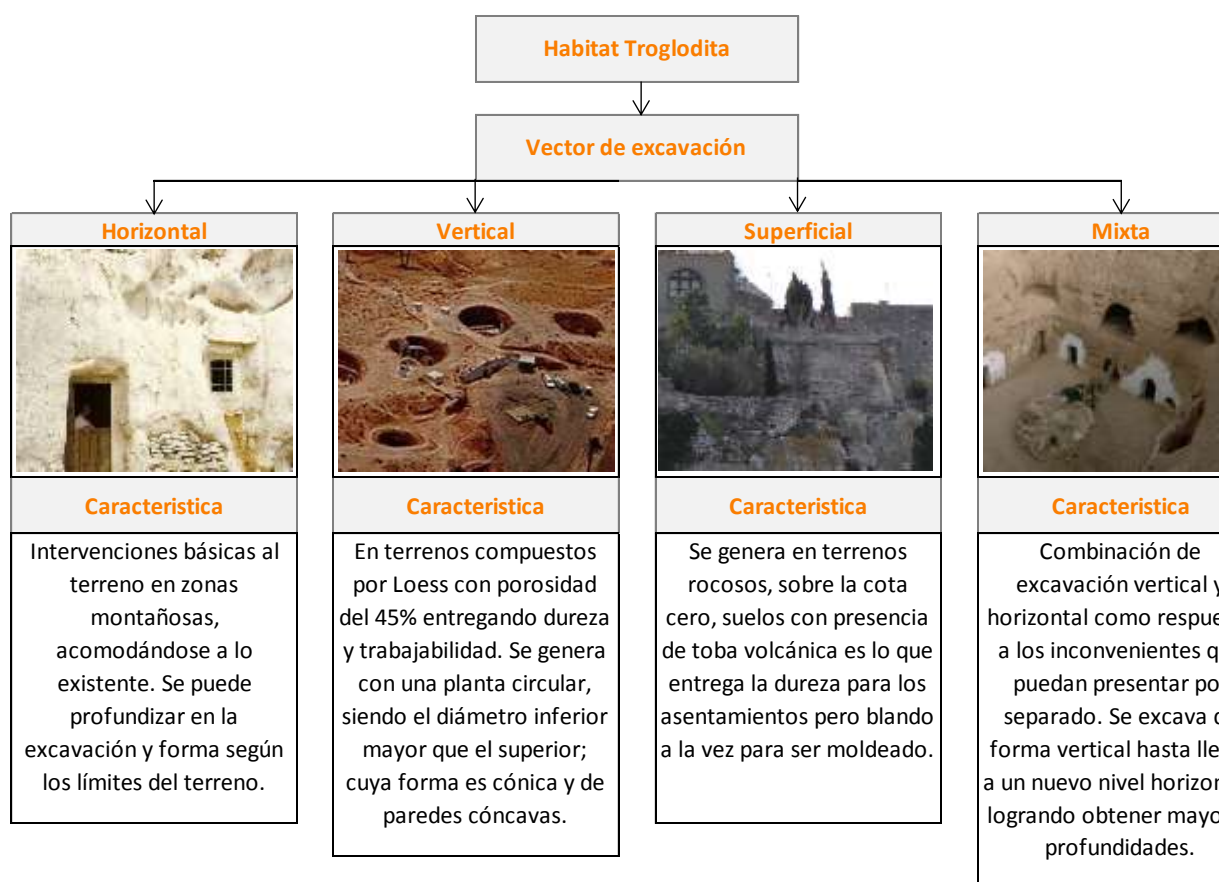 Habitat Troglodita
Vector de excavación
Horizontal
Caracteristica
Intervenciones básicas al
terreno en zonas
montañosas,
acomodándose a lo
existente. Se puede
profundizar en la
excavación y forma según
los límites del terreno.
Vertical
Caracteristica
En terrenos compuestos
por Loess con porosidad
del 45% entregando dureza
y trabajabilidad. Se genera
con una planta circular,
siendo el diámetro inferior
mayor que el superior;
cuya forma es cónica y de
paredes cóncavas.
Superficial
Caracteristica
Se genera en terrenos
rocosos, sobre la cota
cero, suelos con presencia
de toba volcánica es lo que
entrega la dureza para los
asentamientos pero blando
a la vez para ser moldeado.
Mixta
Caracteristica
Combinación de
excavación vertical y
horizontal como
a los inconvenientes
puedan presentar
separado. Se excava
forma vertical hasta
a un nuevo nivel
logrando obtener
profundidades.